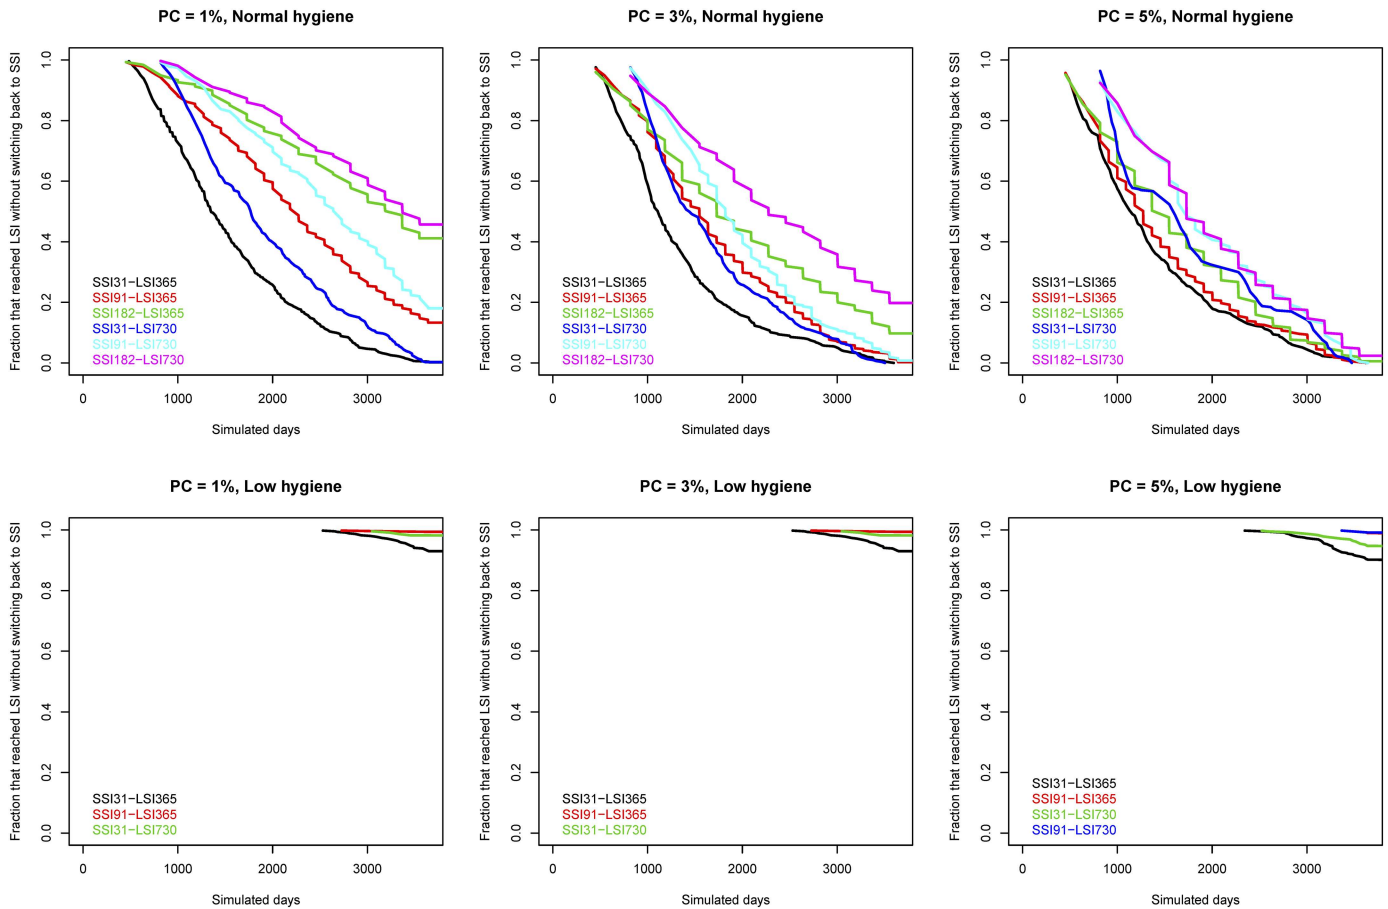 PC = 1%, Normal hygiene
Fraction that reached LSI without switching back to SSI
1.0
0.8
0.6
0.4
0.2
0.0
SSI31−LSI365
SSI91−LSI365
SSI182−LSI365
SSI31−LSI730
SSI91−LSI730
SSI182−LSI730
0 1000 2000 3000
Simulated days
PC = 3%, Normal hygiene
Fraction that reached LSI without switching back to SSI
1.0
0.8
0.6
0.4
0.2
0.0
SSI31−LSI365
SSI91−LSI365
SSI182−LSI365
SSI31−LSI730
SSI91−LSI730
SSI182−LSI730
0 1000 2000 3000
Simulated days
PC = 5%, Normal hygiene
Fraction that reached LSI without switching back to SSI
1.0
0.8
0.6
0.4
0.2
0.0
SSI31−LSI365
SSI91−LSI365
SSI182−LSI365
SSI31−LSI730
SSI91−LSI730
SSI182−LSI730
0 1000 2000 3000
Simulated days
PC = 1%, Low hygiene
Fraction that reached LSI without switching back to SSI
1.0
0.8
0.6
0.4
0.2
0.0
SSI31−LSI365
SSI91−LSI365
SSI31−LSI730
0 1000 2000 3000
Simulated days
PC = 3%, Low hygiene
Fraction that reached LSI without switching back to SSI
1.0
0.8
0.6
0.4
0.2
0.0
SSI31−LSI365
SSI91−LSI365
SSI31−LSI730
0 1000 2000 3000
Simulated days
PC = 5%, Low hygiene
Fraction that reached LSI without switching back to SSI
1.0
0.8
0.6
0.4
0.2
0.0
SSI31−LSI365
SSI91−LSI365
SSI31−LSI730
SSI91−LSI730
0 1000 2000 3000
Simulated days